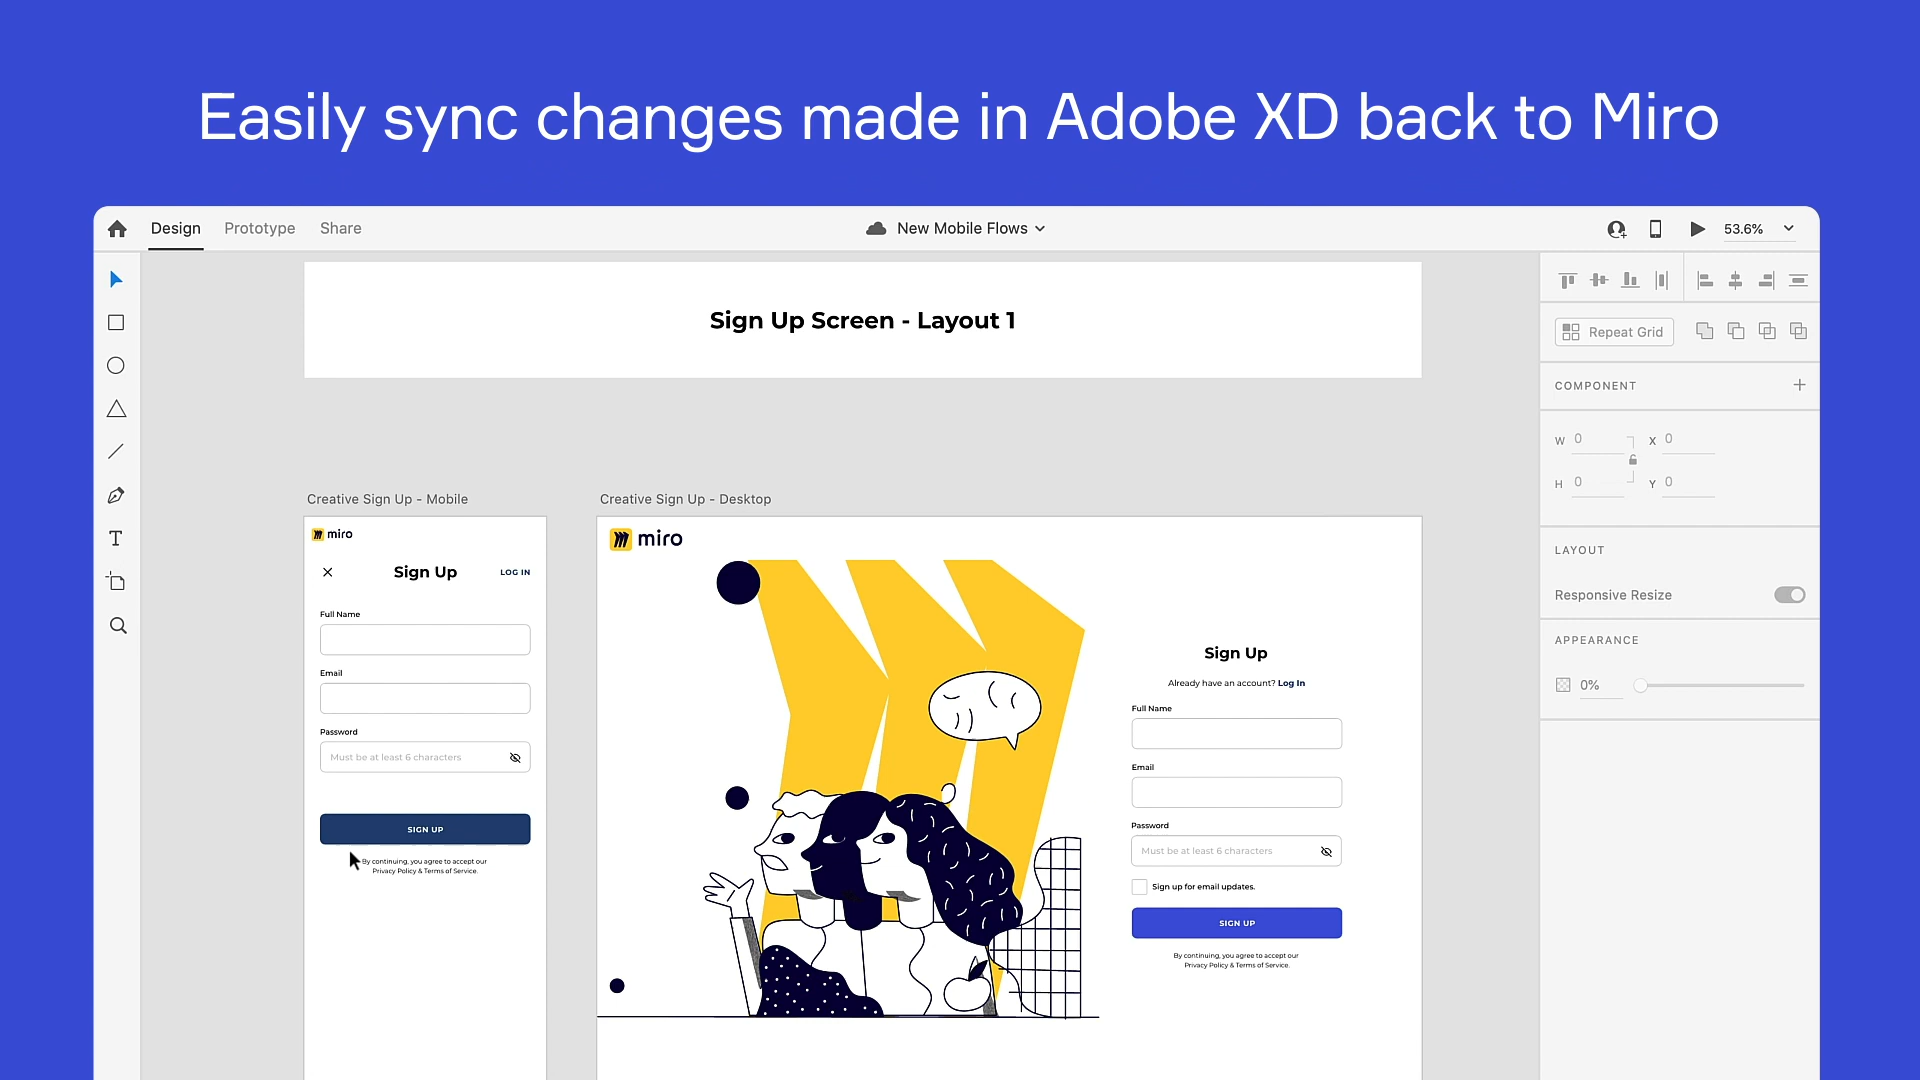 Easily sync changes made in Adobe XD back to Miro
Design Prototype Share
New Mobile Flows
53.6%
Sign Up Screen - Layout 1
Repeat Grid
COMPONENT
W 0 X 0
H 0 Y 0
LAYOUT
Responsive Resize
APPEARANCE
0%
Creative Sign Up - Mobile
miro
Sign Up LOG IN
Full Name
Email
Password
Must be at least 6 characters
SIGN UP
By continuing, you agree to accept our
Privacy Policy & Terms of Service.
Creative Sign Up - Desktop
miro
Sign Up
Already have an account? Log In
Full Name
Email
Password
Must be at least 6 characters
Sign up for email updates.
SIGN UP
By continuing, you agree to accept our
Privacy Policy & Terms of Service.